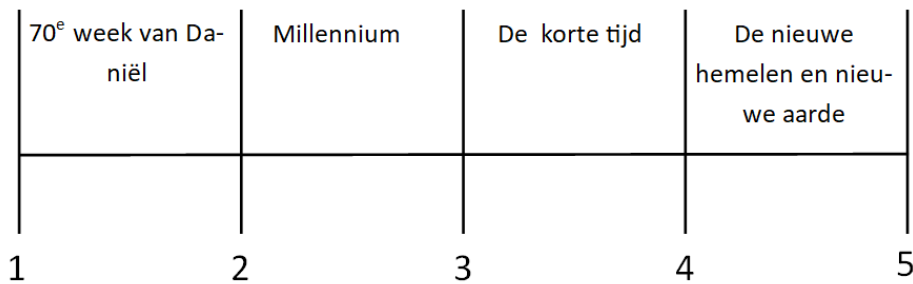 70e week van Da-
niël
Millennium
De korte tijd
De nieuwe
hemelen en nieu-
we aarde
1
2
3
4
5